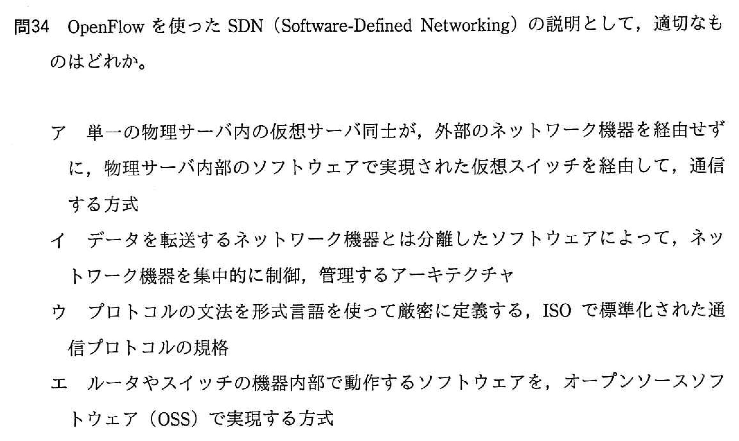 問34 OpenFlow を使った SDN（Software-Defined Networking）の説明として，適切なも
のはどれか。
ア 単一の物理サーバ内の仮想サーバ同士が，外部のネットワーク機器を経由せず
に，物理サーバ内部のソフトウェアで実現された仮想スイッチを経由して，通信
する方式
イ データを転送するネットワーク機器とは分離したソフトウェアによって，ネッ
トワーク機器を集中的に制御，管理するアーキテクチャ
ウ プロトコルの文法を形式言語を使って厳密に定義する，ISO で標準化された通
信プロトコルの規格
エ ルータやスイッチの機器内部で動作するソフトウェアを，オープンソースソフ
トウェア（OSS）で実現する方式